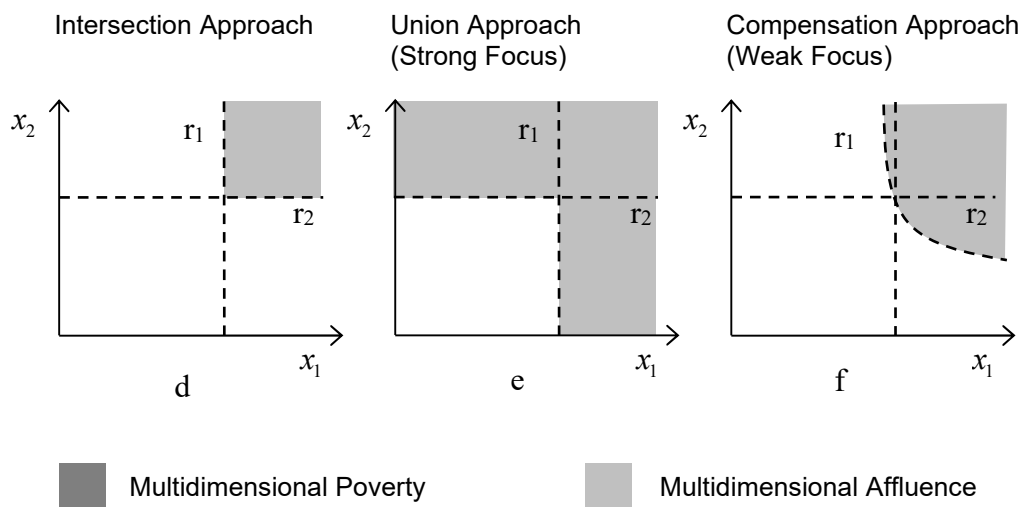 Intersection Approach
Union Approach
(Strong Focus)
Compensation Approach
(Weak Focus)
x₂
r₁
r₂
x₁
d
x₂
r₁
r₂
x₁
e
x₂
r₁
r₂
x₁
f
Multidimensional Poverty
Multidimensional Affluence